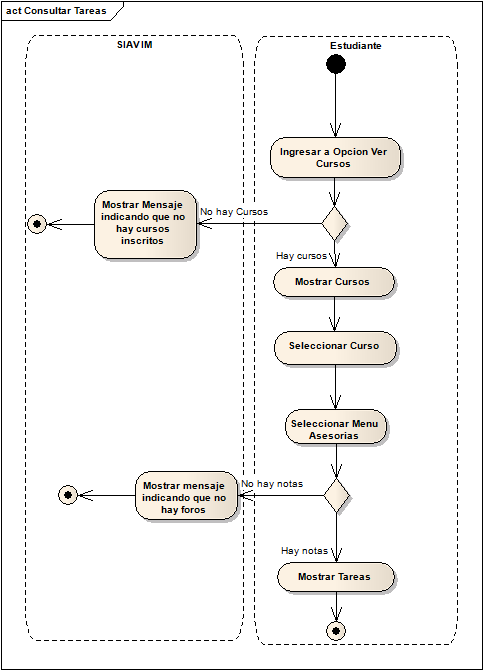 act Consultar Tareas
SIAVIM
Estudiante
Ingresar a Opcion Ver
Cursos
Mostrar Mensaje
indicando que no
hay cursos
inscritos
No hay Cursos
Hay cursos
Mostrar Cursos
Seleccionar Curso
Seleccionar Menu
Asesorias
Mostrar mensaje
indicando que no
hay foros
No hay notas
Hay notas
Mostrar Tareas